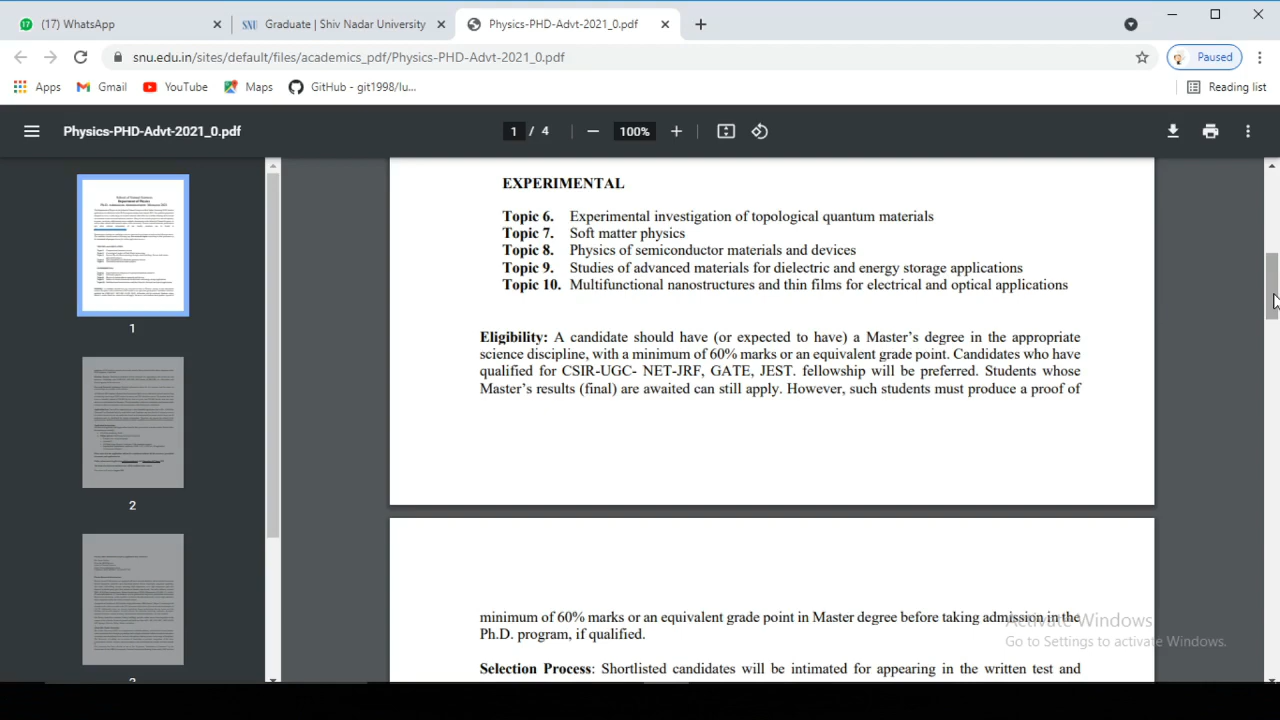 (17) WhatsApp
Graduate | Shiv Nadar University
Physics-PHD-Advt-2021_0.pdf
snu.edu.in/sites/default/files/academics_pdf/Physics-PHD-Advt-2021_0.pdf
Paused
Apps
Gmail
YouTube
Maps
GitHub - git1998/lu...
Reading list
Physics-PHD-Advt-2021_0.pdf
1 / 4
100%
EXPERIMENTAL
Topic 6. Experimental investigation of topological quantum materials
Topic 7. Soft matter physics
Topic 8. Physics of semiconductor materials and devices
Topic 9. Studies of advanced materials for dielectric and energy storage applications
Topic 10. Multifunctional nanostructures and thin films for electrical and optical applications
Eligibility: A candidate should have (or expected to have) a Master's degree in the appropriate
science discipline, with a minimum of 60% marks or an equivalent grade point. Candidates who have
qualified for CSIR-UGC- NET-JRF, GATE, JEST. fellowship will be preferred. Students whose
Master's results (final) are awaited can still apply. However, such students must produce a proof of
minimum of 60% marks or an equivalent grade point in Master degree before taking admission in the
Ph.D. program, if qualified.
Selection Process: Shortlisted candidates will be intimated for appearing in the written test and
1
2
Activate Windows
Go to Settings to activate Windows.